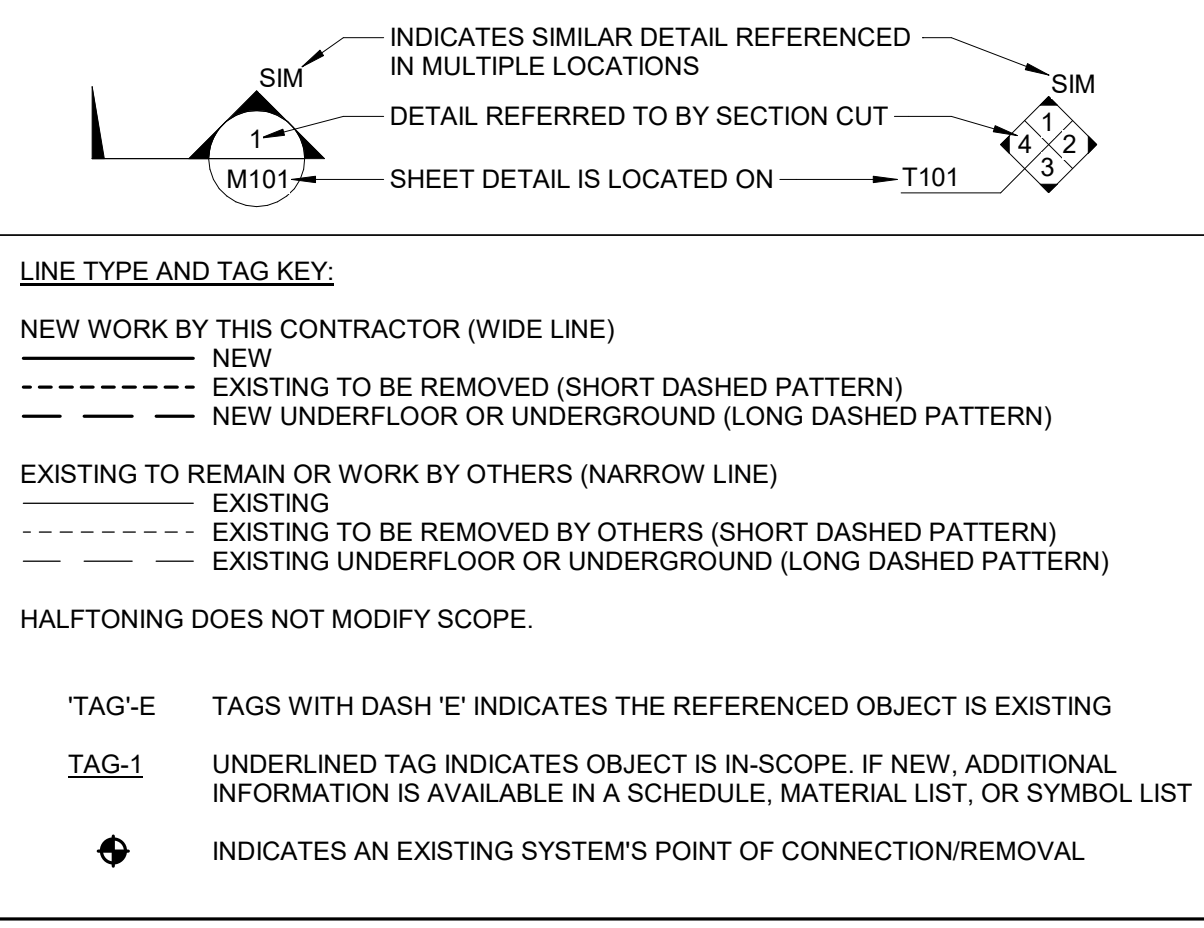 INDICATES SIMILAR DETAIL REFERENCED
IN MULTIPLE LOCATIONS
SIM
SIM
DETAIL REFERRED TO BY SECTION CUT
1
1
4
2
3
M101
SHEET DETAIL IS LOCATED ON
T101
LINE TYPE AND TAG KEY:
NEW WORK BY THIS CONTRACTOR (WIDE LINE)
NEW
EXISTING TO BE REMOVED (SHORT DASHED PATTERN)
NEW UNDERFLOOR OR UNDERGROUND (LONG DASHED PATTERN)
EXISTING TO REMAIN OR WORK BY OTHERS (NARROW LINE)
EXISTING
EXISTING TO BE REMOVED BY OTHERS (SHORT DASHED PATTERN)
EXISTING UNDERFLOOR OR UNDERGROUND (LONG DASHED PATTERN)
HALFTONING DOES NOT MODIFY SCOPE.
'TAG'-E TAGS WITH DASH 'E' INDICATES THE REFERENCED OBJECT IS EXISTING
TAG-1 UNDERLINED TAG INDICATES OBJECT IS IN-SCOPE. IF NEW, ADDITIONAL
INFORMATION IS AVAILABLE IN A SCHEDULE, MATERIAL LIST, OR SYMBOL LIST
INDICATES AN EXISTING SYSTEM'S POINT OF CONNECTION/REMOVAL